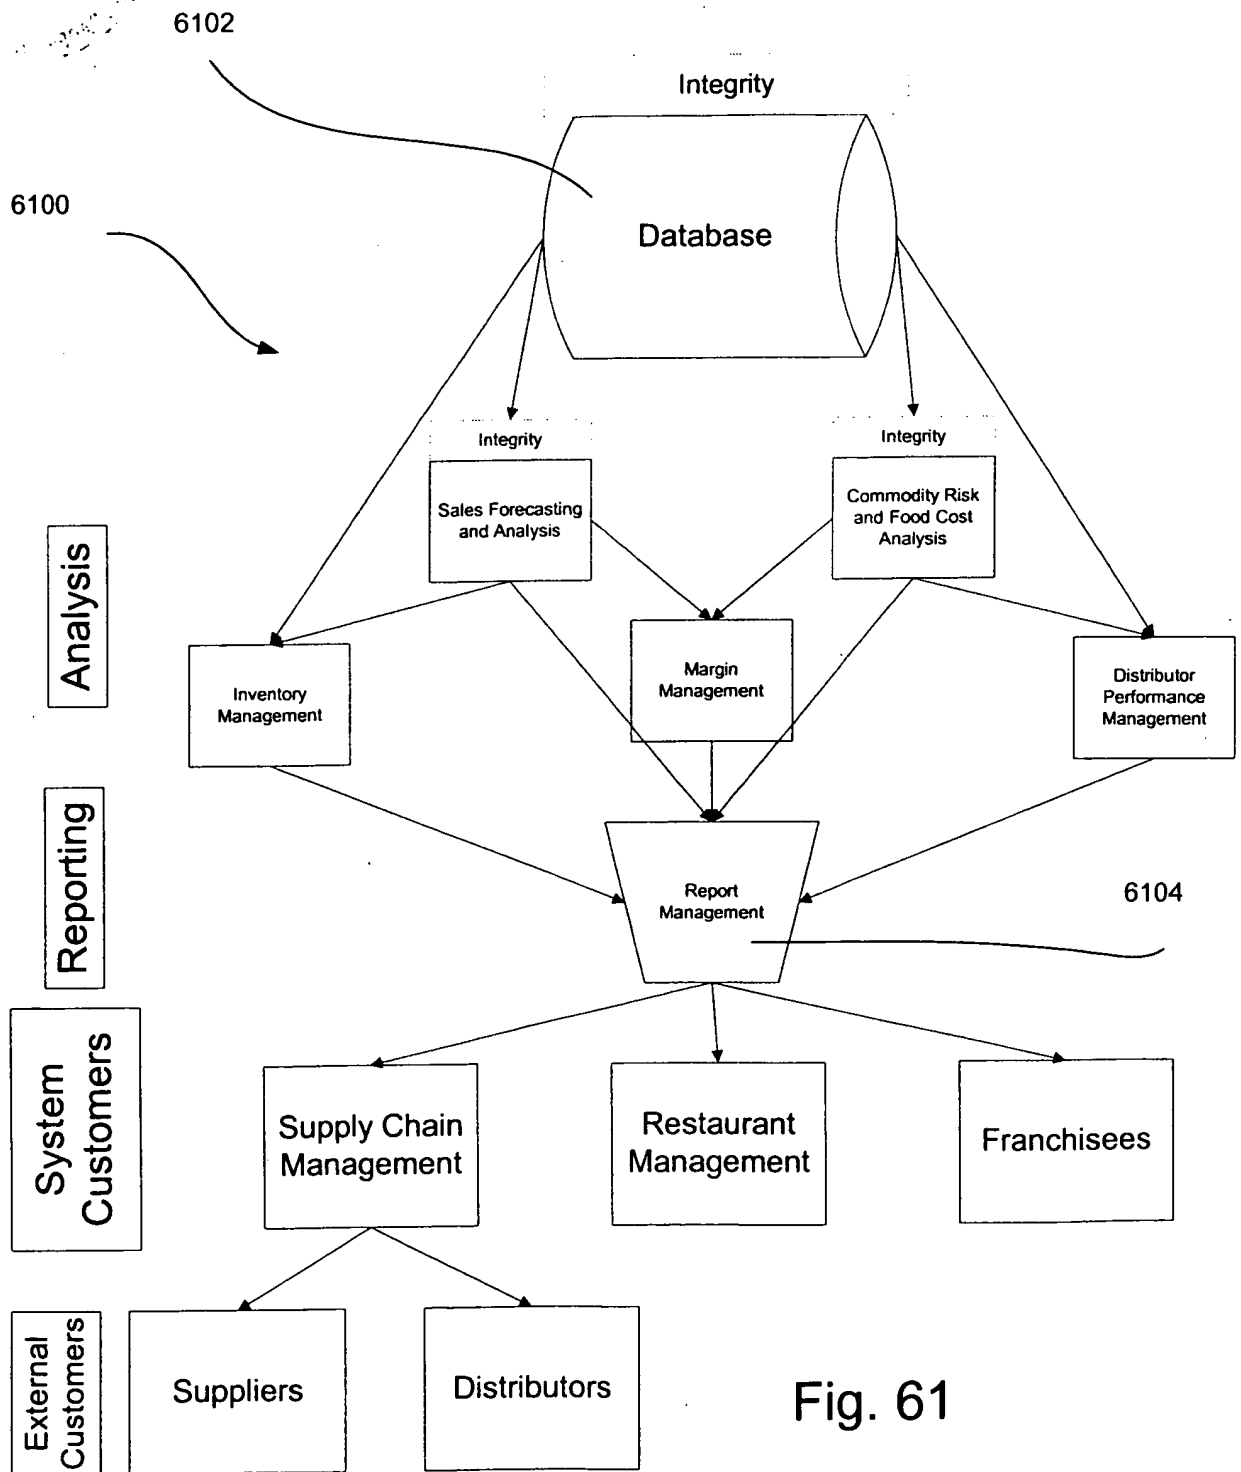 6102
Integrity
6100
Database
Integrity
Integrity
Sales Forecasting
and Analysis
Commodity Risk
and Food Cost
Analysis
Analysis
Inventory
Management
Margin
Management
Distributor
Performance
Management
Reporting
Report
Management
6104
System
Customers
Supply Chain
Management
Restaurant
Management
Franchisees
External
Customers
Suppliers
Distributors
Fig. 61